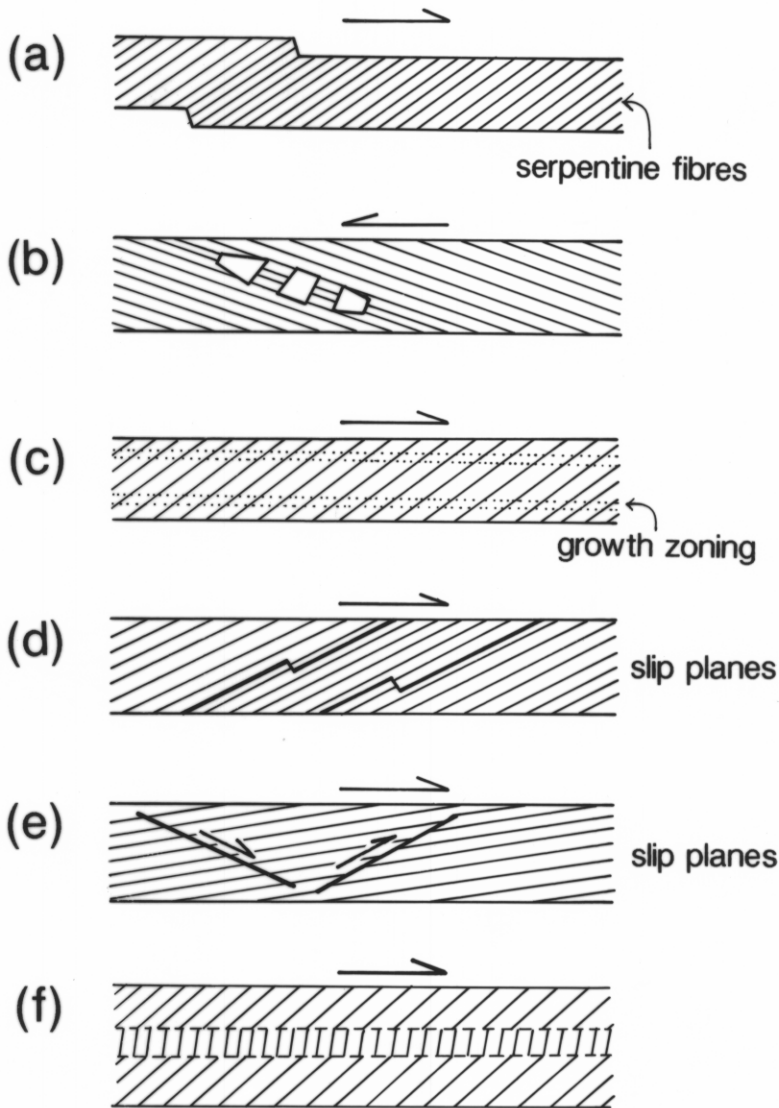 (a)
serpentine fibres
(b)
(c)
growth zoning
(d)
slip planes
(e)
slip planes
(f)